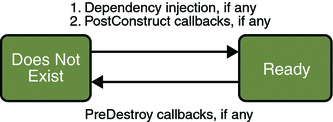 1. Dependency injection, if any
2. PostConstruct callbacks, if any
Does Not
Exist
Ready
PreDestroy callbacks, if any